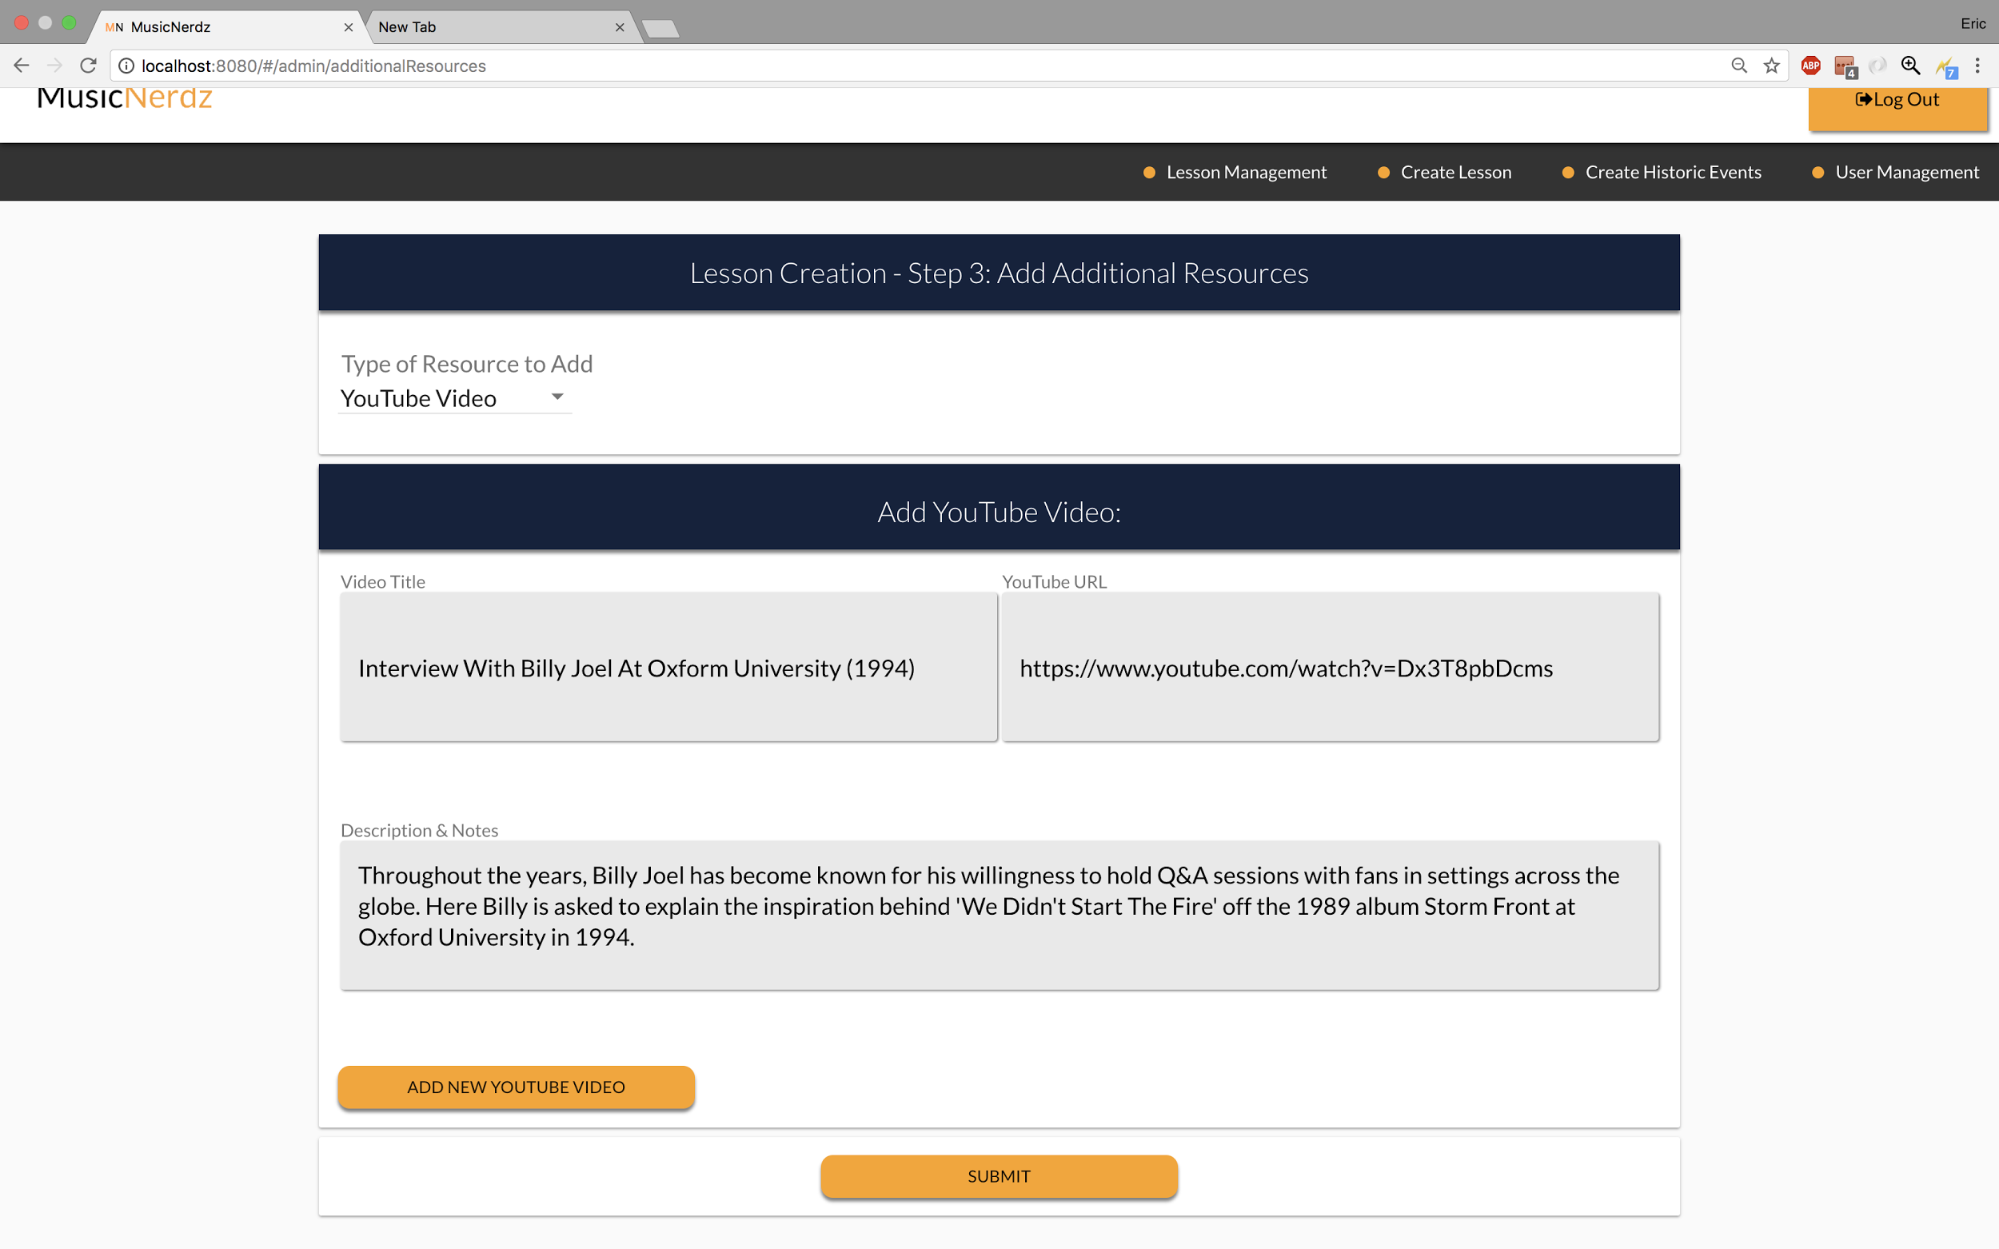 MN MusicNerdz
New Tab
Eric
localhost:8080/#/admin/additionalResources
ABP
4
7
MusicNerdz
Log Out
Lesson Management
Create Lesson
Create Historic Events
User Management
Lesson Creation - Step 3: Add Additional Resources
Type of Resource to Add
YouTube Video
Add YouTube Video:
Video Title
YouTube URL
Interview With Billy Joel At Oxform University (1994)
https://www.youtube.com/watch?v=Dx3T8pbDcms
Description & Notes
Throughout the years, Billy Joel has become known for his willingness to hold Q&A sessions with fans in settings across the
globe. Here Billy is asked to explain the inspiration behind 'We Didn't Start The Fire' off the 1989 album Storm Front at
Oxford University in 1994.
ADD NEW YOUTUBE VIDEO
SUBMIT